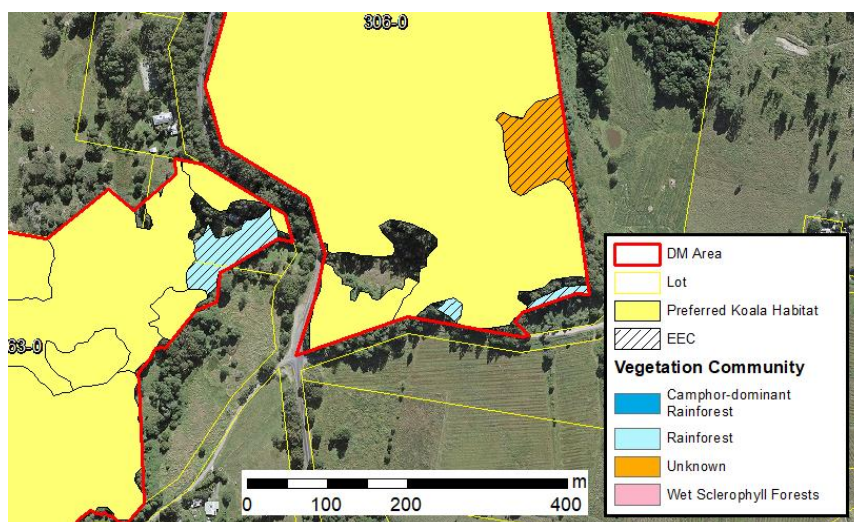 306-0
63-0
DM Area
Lot
Preferred Koala Habitat
EEC
Vegetation Community
Camphor-dominant
Rainforest
Rainforest
Unknown
Wet Sclerophyll Forests
m
0 100 200 400